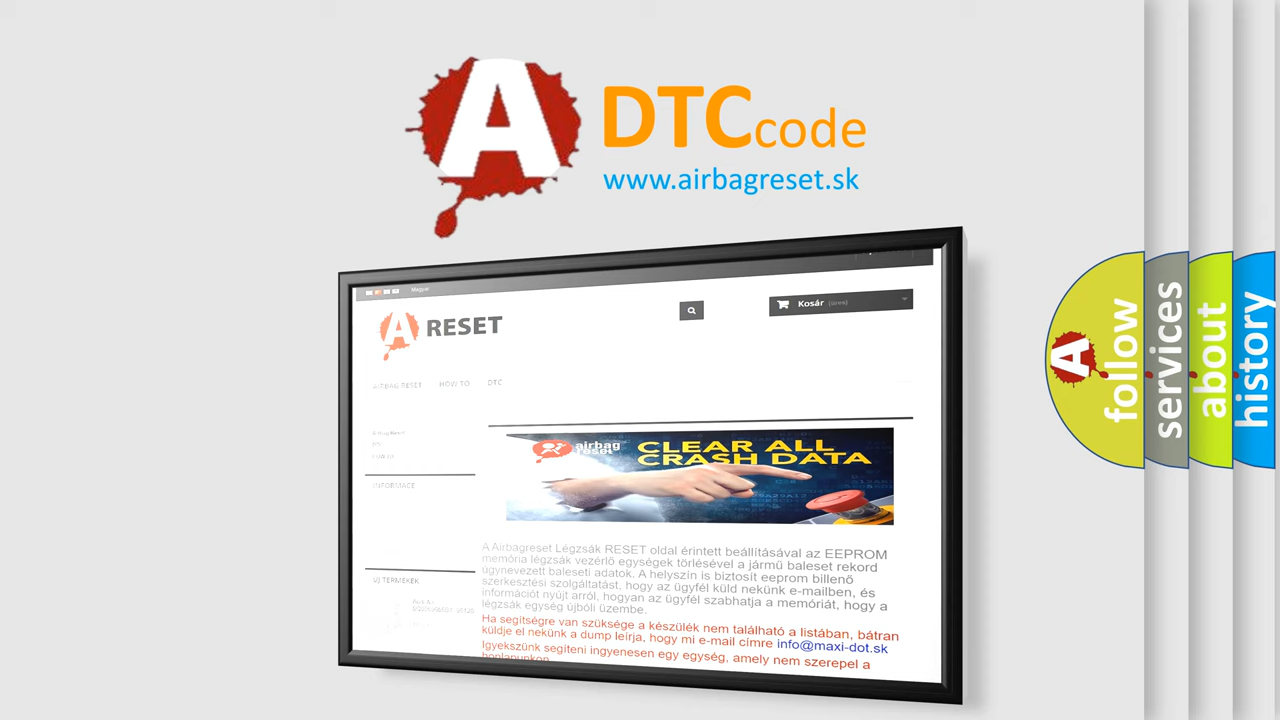 A
DTCcode
www.airbagreset.sk
Magyar
A RESET
Kosár (üres)
AIRBAG RESET HOW TO DTC
INFORMACE
airbag
reset
CLEAR ALL
CRASH DATA
A Airbagreset Légzsák RESET oldal érintett beállításával az EEPROM
memória légzsák vezérlő egységek törlésével a jármű baleset rekord
úgynevezett baleseti adatok. A helyszín is biztosít eeprom billenő
szerkesztési szolgáltatást, hogy az ügyfél küld nekünk e-mailben, és
információt nyújt arról, hogyan az ügyfél szabhatja a memóriát, hogy a
légzsák egység újbóli üzembe.
Ha segítségre van szüksége a készülék nem található a listában, bátran
küldje el nekünk a dump leírja, hogy mi e-mail címre info@maxi-dot.sk
Igyekszünk segíteni ingyenesen egy egység, amely nem szerepel a
honlapunkon
ÚJ TERMÉKEK
A
follow
services
about
history